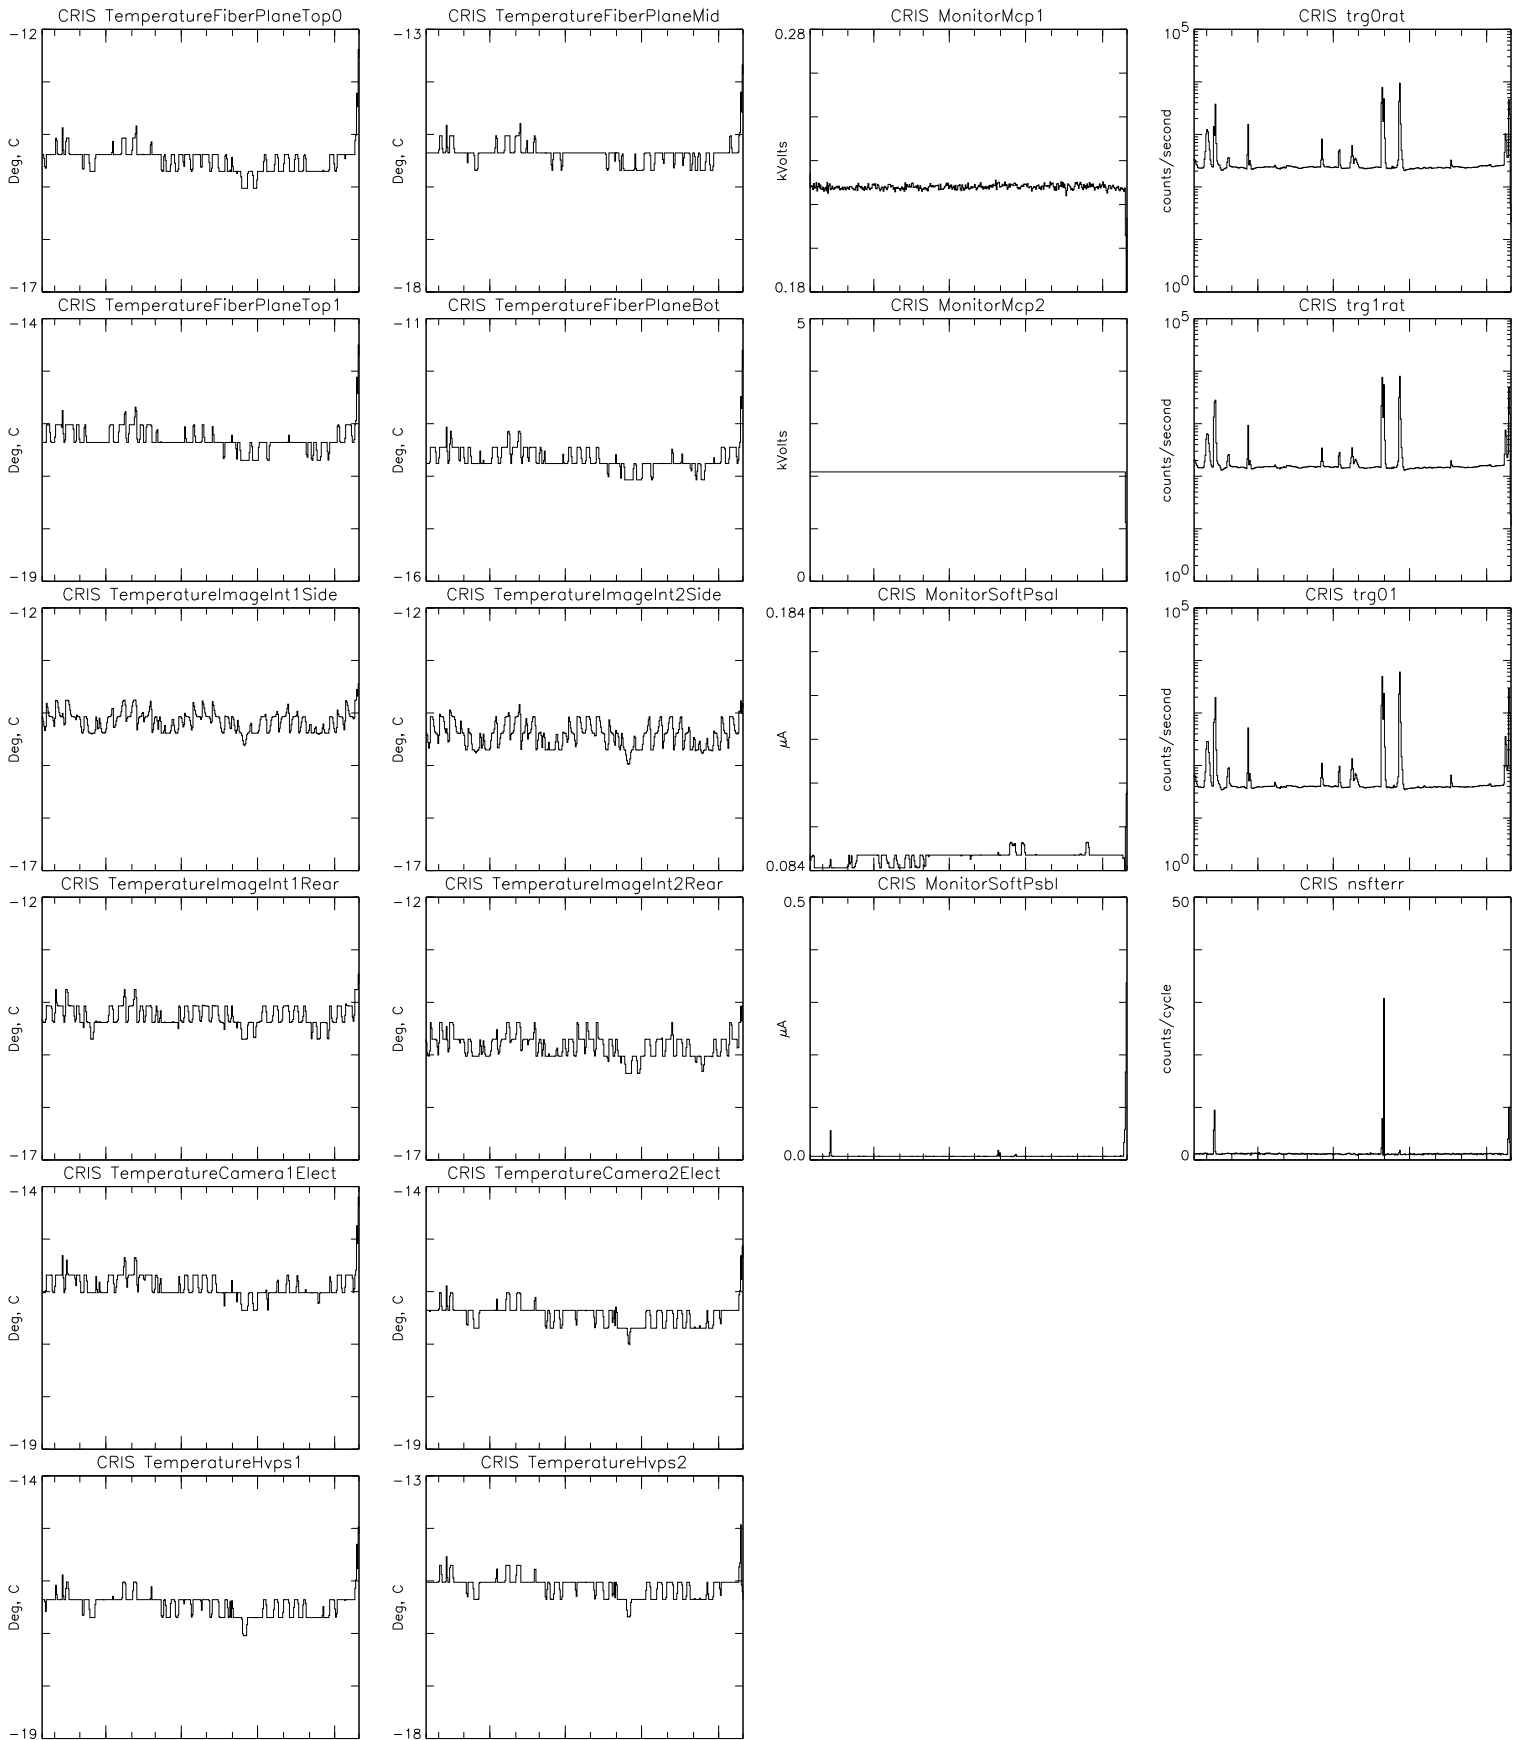 CRIS TemperatureFiberPlaneTop0
-12
Deg, C
-17
CRIS TemperatureFiberPlaneMid
-13
Deg, C
-18
CRIS MonitorMcp1
0.28
kVolts
0.18
CRIS trg0rat
10^5
counts/second
10^0
CRIS TemperatureFiberPlaneTop1
-14
Deg, C
-19
CRIS TemperatureFiberPlaneBot
-11
Deg, C
-16
CRIS MonitorMcp2
5
kVolts
0
CRIS trg1rat
10^5
counts/second
10^0
CRIS TemperatureImageInt1Side
-12
Deg, C
-17
CRIS TemperatureImageInt2Side
-12
Deg, C
-17
CRIS MonitorSoftPsaI
0.184
μA
0.084
CRIS trg01
10^5
counts/second
10^0
CRIS TemperatureImageInt1Rear
-12
Deg, C
-17
CRIS TemperatureImageInt2Rear
-12
Deg, C
-17
CRIS MonitorSoftPsbI
0.5
μA
0.0
CRIS nsfterr
50
counts/cycle
0
CRIS TemperatureCamera1Elect
-14
Deg, C
-19
CRIS TemperatureCamera2Elect
-14
Deg, C
-19
CRIS TemperatureHvps1
-14
Deg, C
-19
CRIS TemperatureHvps2
-13
Deg, C
-18